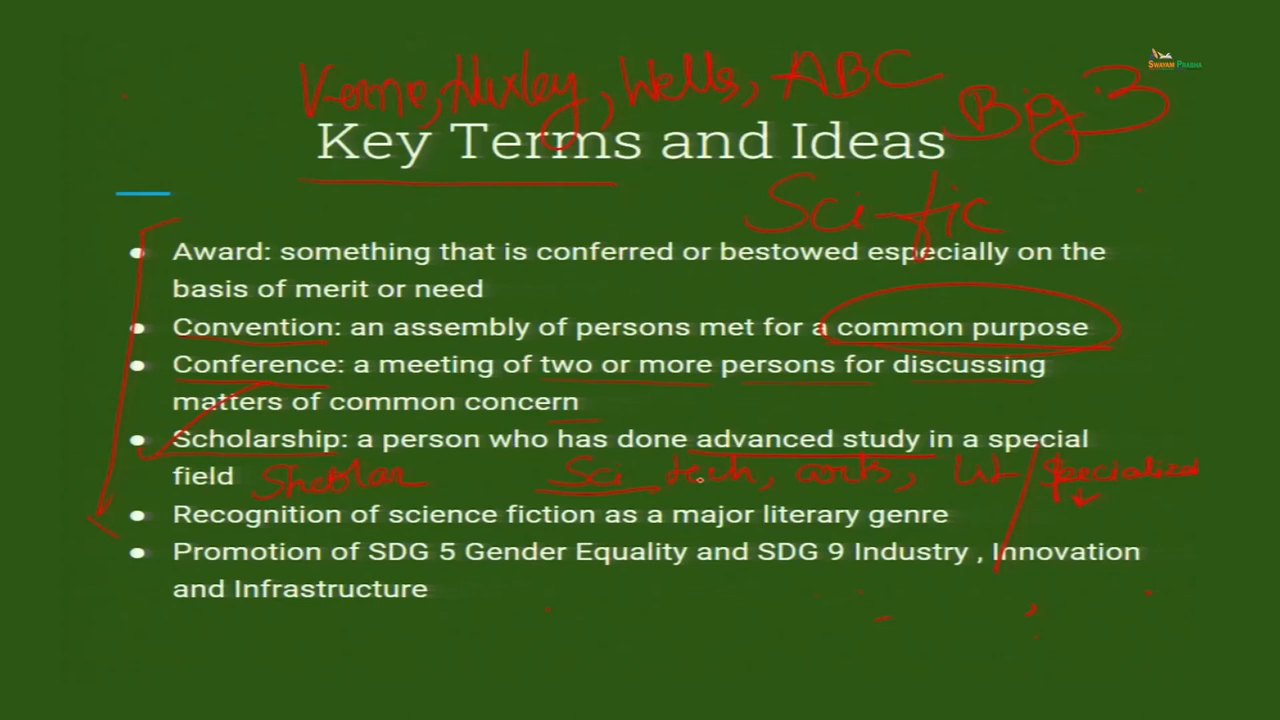 SWAYAM PRABHA
Verne, Huxley, Wells, ABC
Big 3
Key Terms and Ideas
Sci-fic
Award: something that is conferred or bestowed especially on the
basis of merit or need
Convention: an assembly of persons met for a common purpose
Conference: a meeting of two or more persons for discussing
matters of common concern
Scholarship: a person who has done advanced study in a special
field
Sci tech, arts, Lit / Specialized
Recognition of science fiction as a major literary genre
Promotion of SDG 5 Gender Equality and SDG 9 Industry , Innovation
and Infrastructure